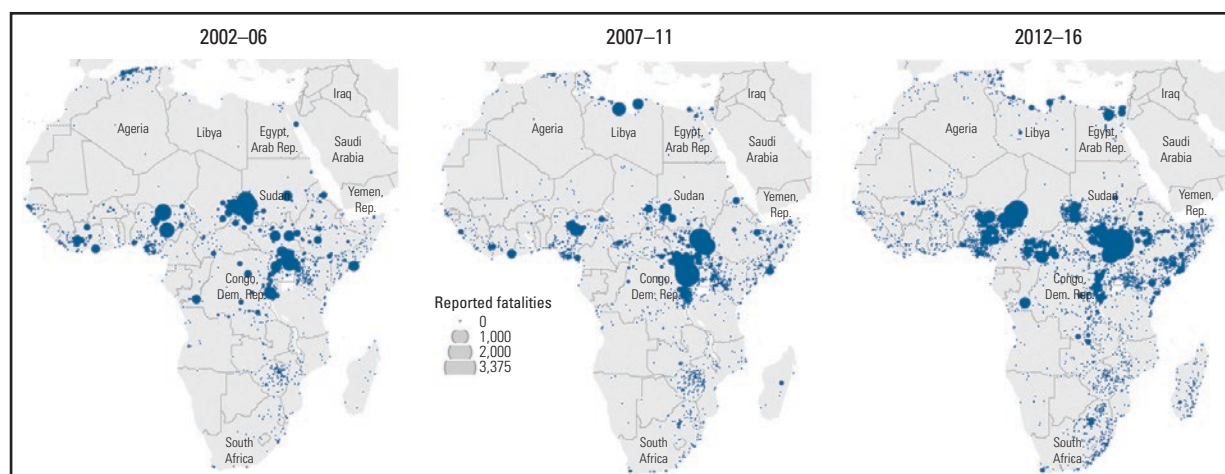 2002–06
2007–11
2012–16
Iraq
Ageria
Libya
Egypt,
Arab Rep.
Saudi
Arabia
Sudan
Yemen,
Rep.
Congo,
Dem. Rep.
South
Africa
Iraq
Ageria
Libya
Egypt,
Arab Rep.
Saudi
Arabia
Sudan
Yemen,
Rep.
Congo,
Dem. Rep.
South
Africa
Reported fatalities
0
1,000
2,000
3,375
Iraq
Ageria
Libya
Egypt,
Arab Rep.
Saudi
Arabia
Sudan
Yemen,
Rep.
Congo,
Dem. Rep.
South
Africa